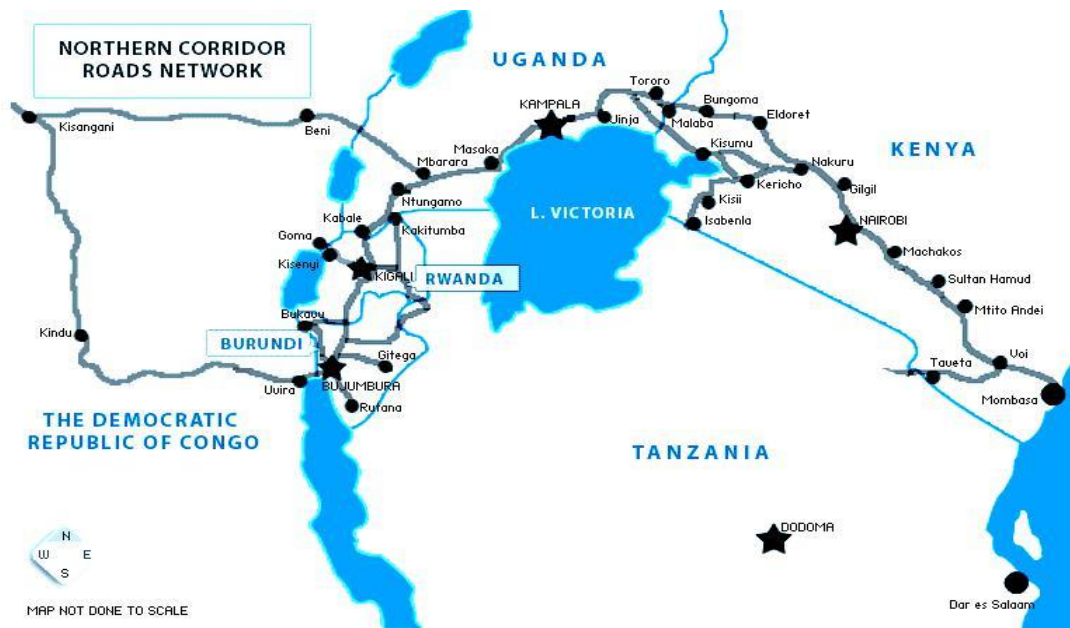 NORTHERN CORRIDOR
ROADS NETWORK
UGANDA
Tororo
KAMPALA
Bungoma
Jinja
Malaba
Eldoret
Kisangani
Beni
Masaka
Kisumu
KENYA
Mbarara
Nakuru
Kericho
Gilgil
Ntungamo
Kisii
L. VICTORIA
Kabale
Isabenla
NAIROBI
Goma
Kakitumba
Kisenyi
Machakos
KIGALI
RWANDA
Sultan Hamud
Mtito Andei
Bukavu
Kindu
BURUNDI
Gitega
Voi
Taveta
BUJUMBURA
Uvira
Mombasa
Rutana
THE DEMOCRATIC
REPUBLIC OF CONGO
TANZANIA
DODOMA
N
W E
S
Dar es Salaam
MAP NOT DONE TO SCALE